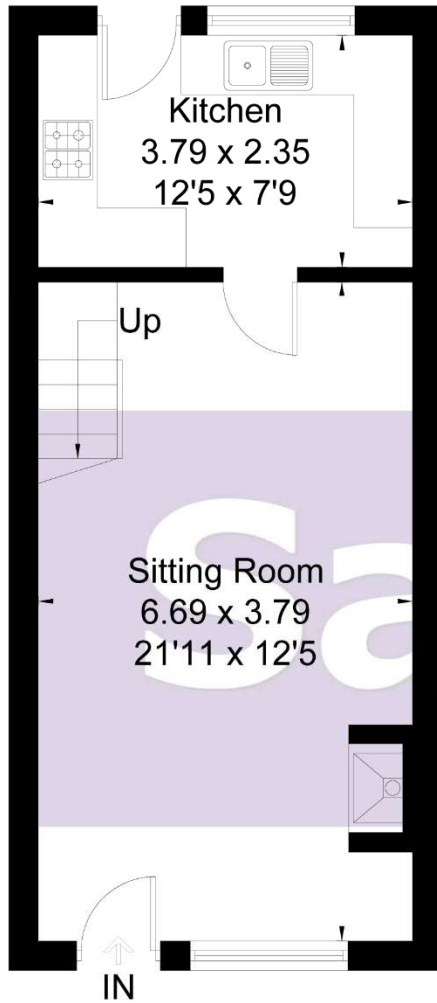 Kitchen
3.79 x 2.35
12'5 x 7'9
Up
Sitting Room
6.69 x 3.79
21'11 x 12'5
Sa
IN